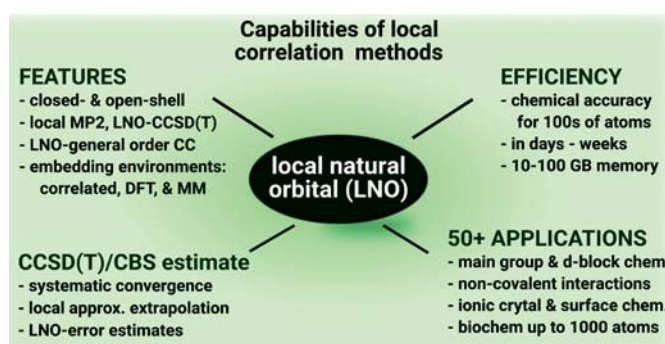 Capabilities of local
correlation methods
FEATURES
- closed- & open-shell
- local MP2, LNO-CCSD(T)
- LNO-general order CC
- embedding environments:
correlated, DFT, & MM
EFFICIENCY
- chemical accuracy
for 100s of atoms
- in days - weeks
- 10-100 GB memory
local natural
orbital (LNO)
CCSD(T)/CBS estimate
- systematic convergence
- local approx. extrapolation
- LNO-error estimates
50+ APPLICATIONS
- main group & d-block chem.
- non-covalent interactions
- ionic crytal & surface chem.
- biochem up to 1000 atoms